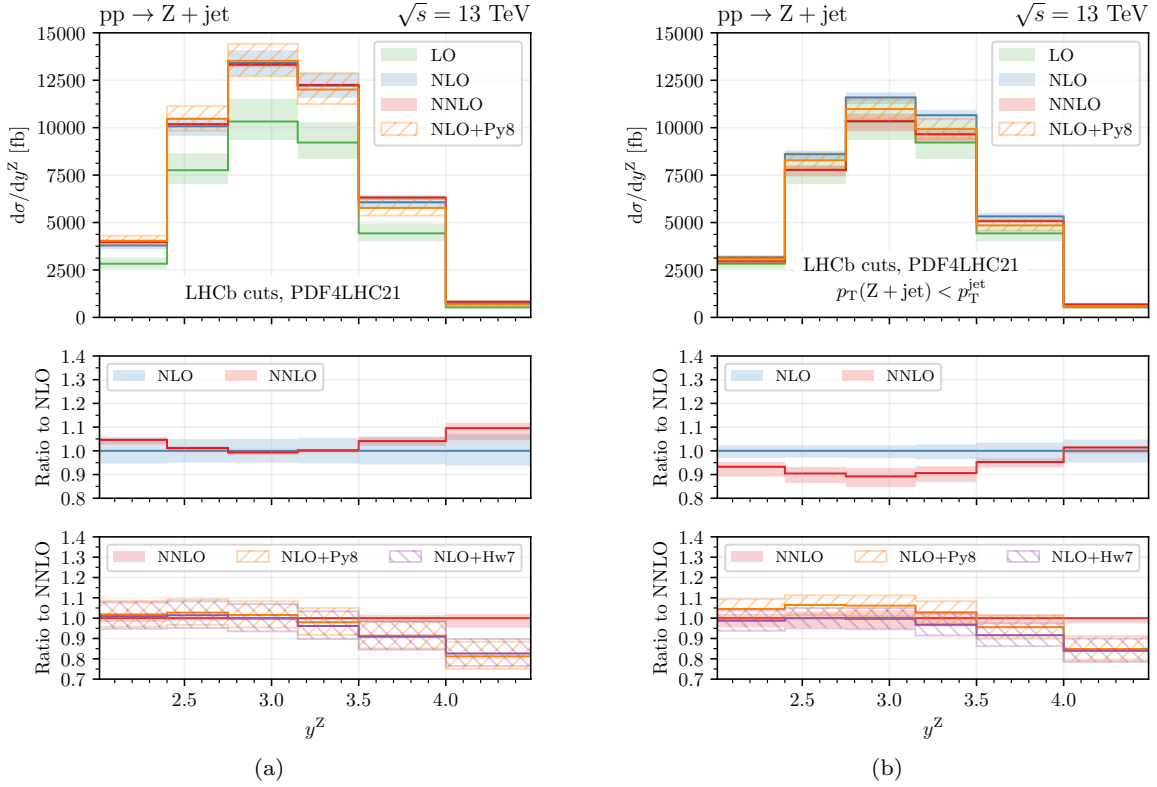 pp → Z + jet √s = 13 TeV
15000
12500
10000
7500
5000
2500
0
dσ/dy^Z [fb]
LO
NLO
NNLO
NLO+Py8
LHCb cuts, PDF4LHC21
1.4
1.3
1.2
1.1
1.0
0.9
0.8
Ratio to NLO
NLO NNLO
1.4
1.3
1.2
1.1
1.0
0.9
0.8
0.7
Ratio to NNLO
NNLO NLO+Py8 NLO+Hw7
2.5 3.0 3.5 4.0
y^Z
(a)
pp → Z + jet √s = 13 TeV
15000
12500
10000
7500
5000
2500
0
dσ/dy^Z [fb]
LO
NLO
NNLO
NLO+Py8
LHCb cuts, PDF4LHC21
p_T(Z + jet) < p_T^jet
1.4
1.3
1.2
1.1
1.0
0.9
0.8
Ratio to NLO
NLO NNLO
1.4
1.3
1.2
1.1
1.0
0.9
0.8
0.7
Ratio to NNLO
NNLO NLO+Py8 NLO+Hw7
2.5 3.0 3.5 4.0
y^Z
(b)